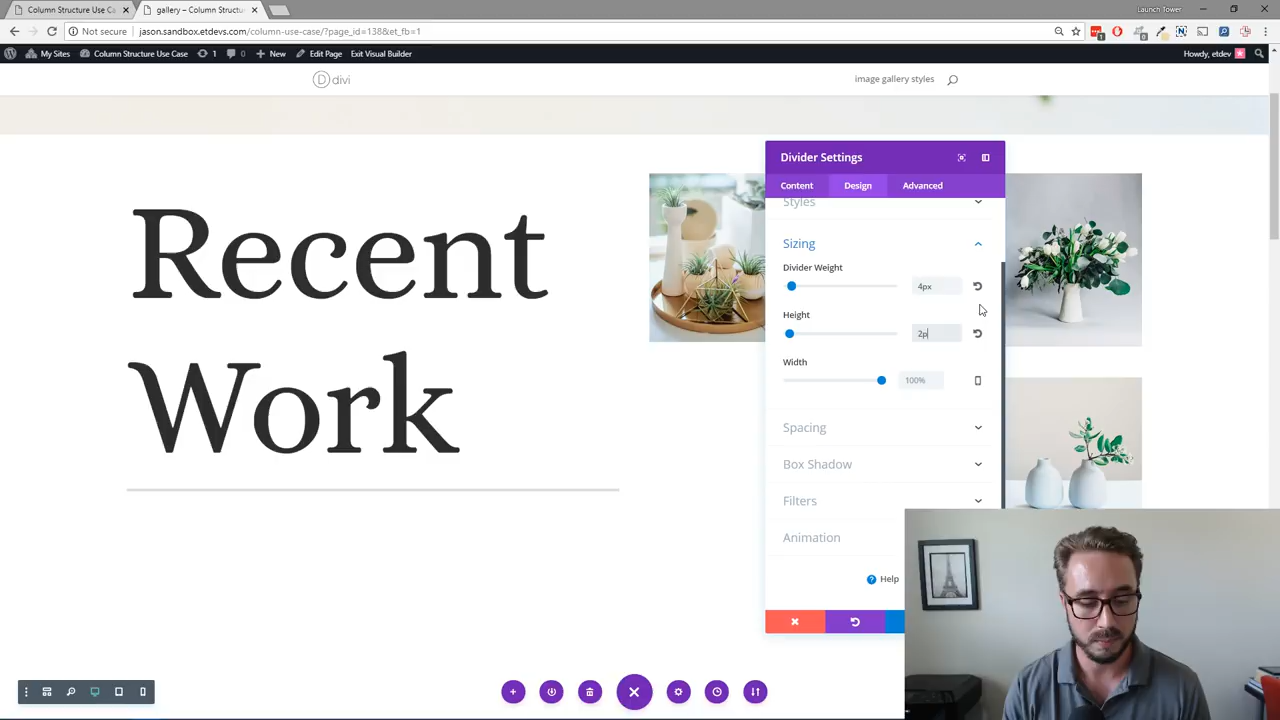 Column Structure Use Ca
gallery – Column Structu
Launch Tower
Not secure
jason.sandbox.etdevs.com/column-use-case/?page_id=138&et_fb=1
My Sites
Column Structure Use Case
1
New
Edit Page
Exit Visual Builder
Howdy, etdev
D divi
image gallery styles
Recent
Work
Divider Settings
Content
Design
Advanced
Styles
Sizing
Divider Weight
4px
Height
2p
Width
100%
Spacing
Box Shadow
Filters
Animation
? Help